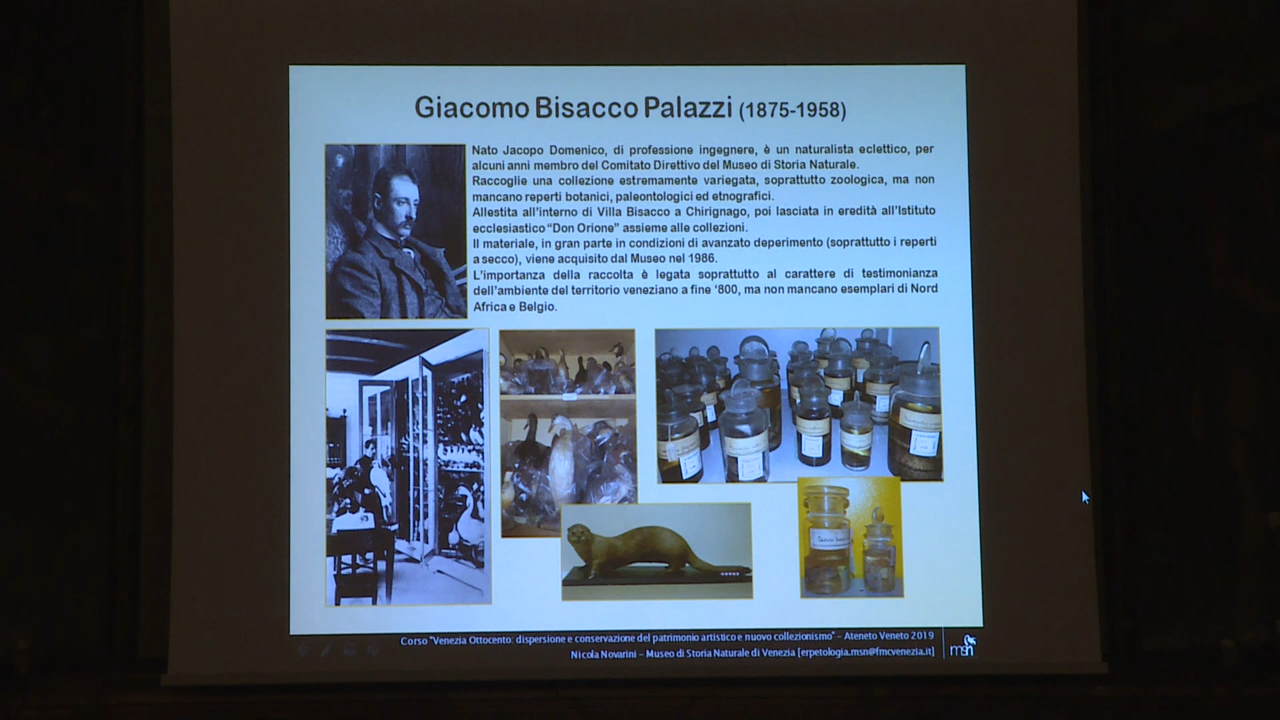 Giacomo Bisacco Palazzi (1875-1958)
Nato Jacopo Domenico, di professione ingegnere, è un naturalista eclettico, per
alcuni anni membro del Comitato Direttivo del Museo di Storia Naturale.
Raccoglie una collezione estremamente variegata, soprattutto zoologica, ma non
mancano reperti botanici, paleontologici ed etnografici.
Allestita all'interno di Villa Bisacco a Chirignago, poi lasciata in eredità all'Istituto
ecclesiastico "Don Orione" assieme alle collezioni.
Il materiale, in gran parte in condizioni di avanzato deperimento (soprattutto i reperti
a secco), viene acquisito dal Museo nel 1986.
L'importanza della raccolta è legata soprattutto al carattere di testimonianza
dell'ambiente del territorio veneziano a fine '800, ma non mancano esemplari di Nord
Africa e Belgio.
Corso "Venezia Ottocento: dispersione e conservazione del patrimonio artistico e nuovo collezionismo" – Ateneto Veneto 2019
Nicola Novarini – Museo di Storia Naturale di Venezia [erpetologia.msn@fmcvenezia.it]
msn